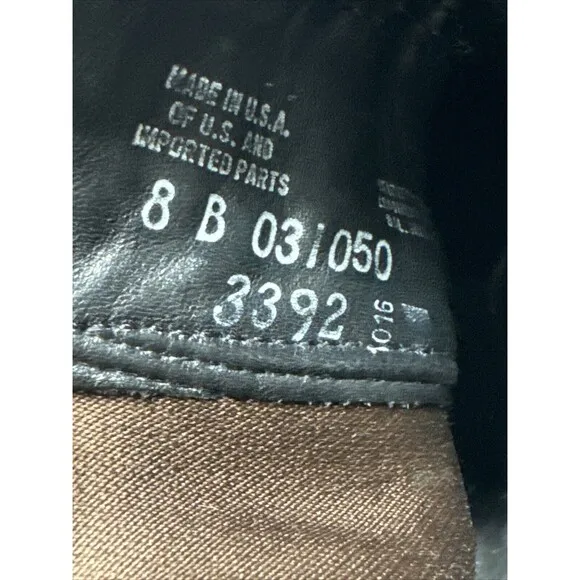 MADE IN U.S.A.
OF U.S. AND
IMPORTED PARTS
8 B 03/050
3392
1016